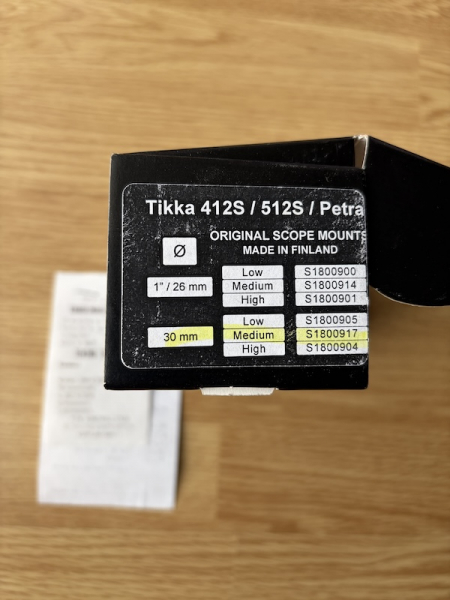 Tikka 412S / 512S / Petra
Ø
ORIGINAL SCOPE MOUNTS
MADE IN FINLAND
1" / 26 mm
Low S1800900
Medium S1800914
High S1800901
30 mm
Low S1800905
Medium S1800917
High S1800904